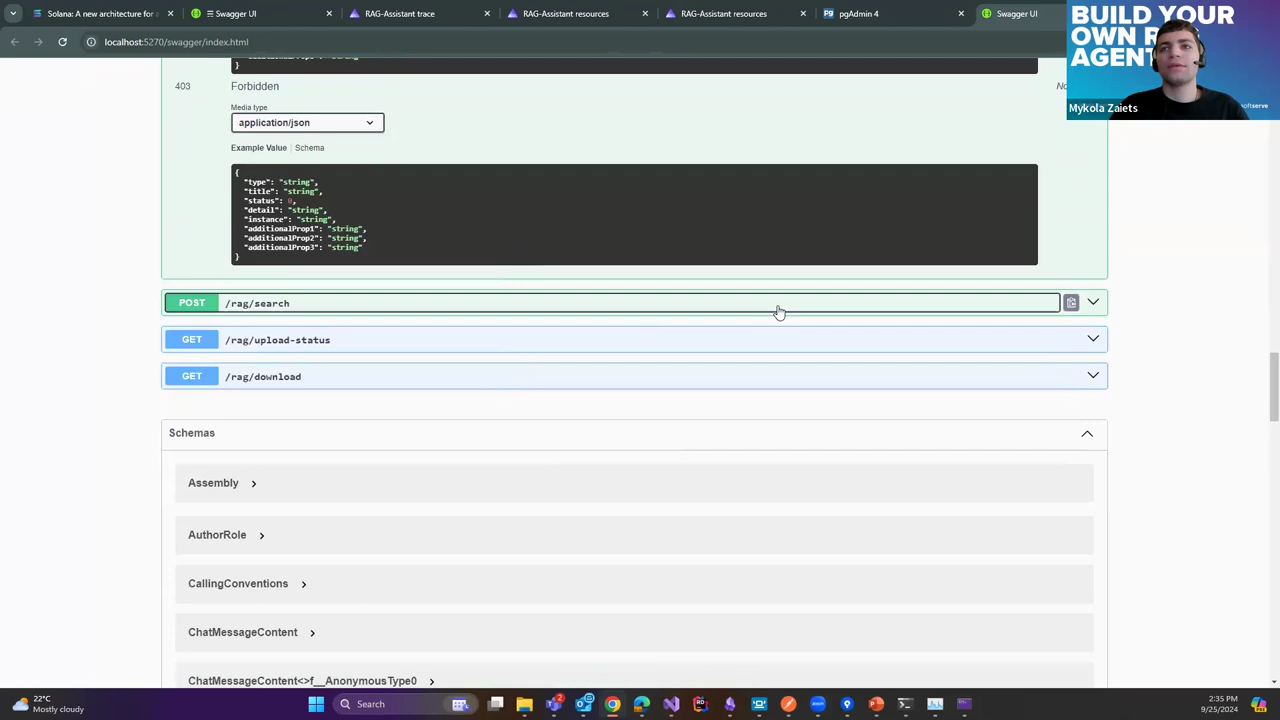 Solana: A new architecture for a
Swagger UI
RAG-Assistant trace
RAG-Assistant resources
RAG-Assistant resources
pgAdmin 4
Swagger UI
localhost:5270/swagger/index.html
BUILD YOUR
OWN
AGENT
Mykola Zaiets
softserve
}
403
Forbidden
Media type
application/json
Example Value
Schema
{
"type": "string",
"title": "string",
"status": 0,
"detail": "string",
"instance": "string",
"additionalProp1": "string",
"additionalProp2": "string",
"additionalProp3": "string"
}
POST /rag/search
GET /rag/upload-status
GET /rag/download
Schemas
Assembly
AuthorRole
CallingConventions
ChatMessageContent
ChatMessageContent<>f__AnonymousType0
22°C
Mostly cloudy
Search
2:35 PM
9/25/2024